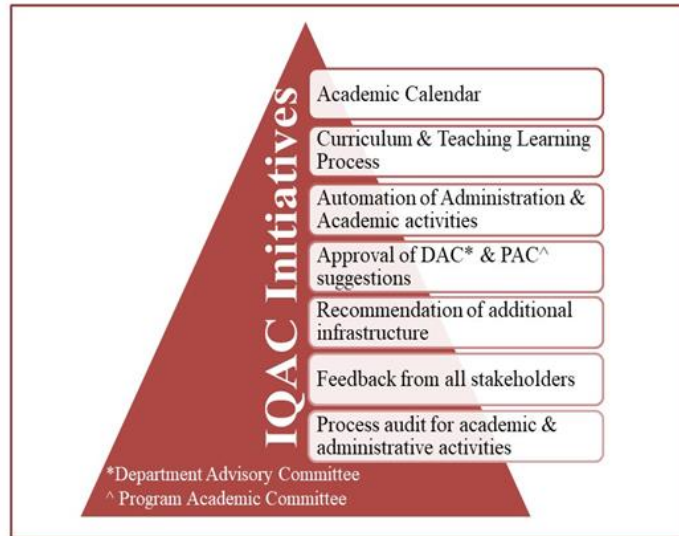 IQAC Initiatives
Academic Calendar
Curriculum & Teaching Learning
Process
Automation of Administration &
Academic activities
Approval of DAC* & PAC^
suggestions
Recommendation of additional
infrastructure
Feedback from all stakeholders
Process audit for academic &
administrative activities
*Department Advisory Committee
^ Program Academic Committee